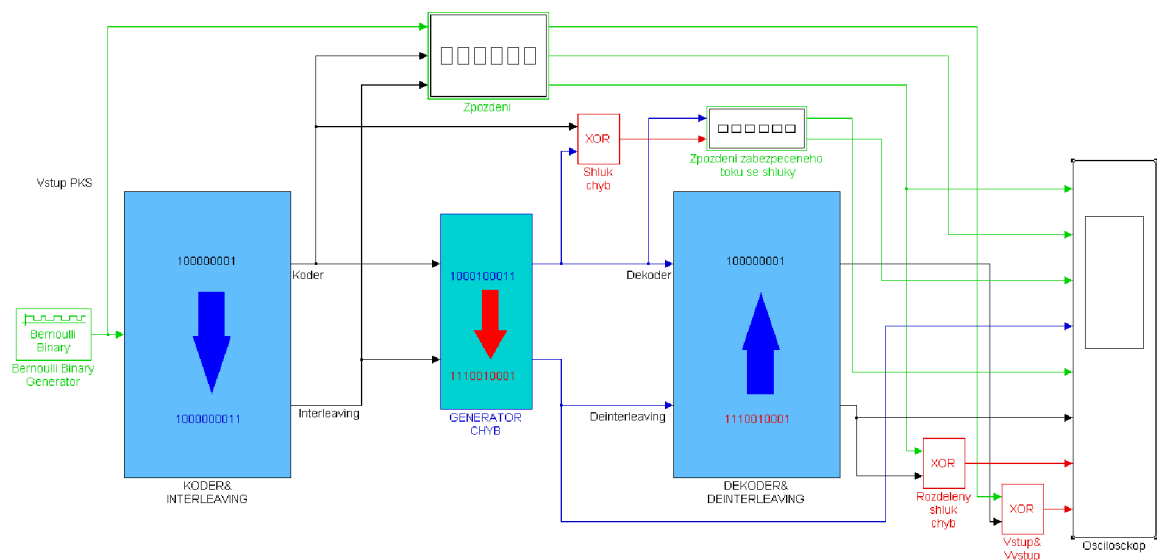 Zpozdeni
XOR
Shluk
chyb
Zpozdeni zabezpeceneho
toku se shluky
Vstup PKS
100000001
1000000011
Koder
Interleaving
KODER&
INTERLEAVING
Bernoulli
Binary
Bernoulli Binary
Generator
1000100011
1110010001
GENERATOR
CHYB
Dekoder
Deinterleaving
100000001
1110010001
DEKODER&
DEINTERLEAVING
XOR
Rozdeleny
shluk
chyb
XOR
Vstup&
Vystup
Osciloskop